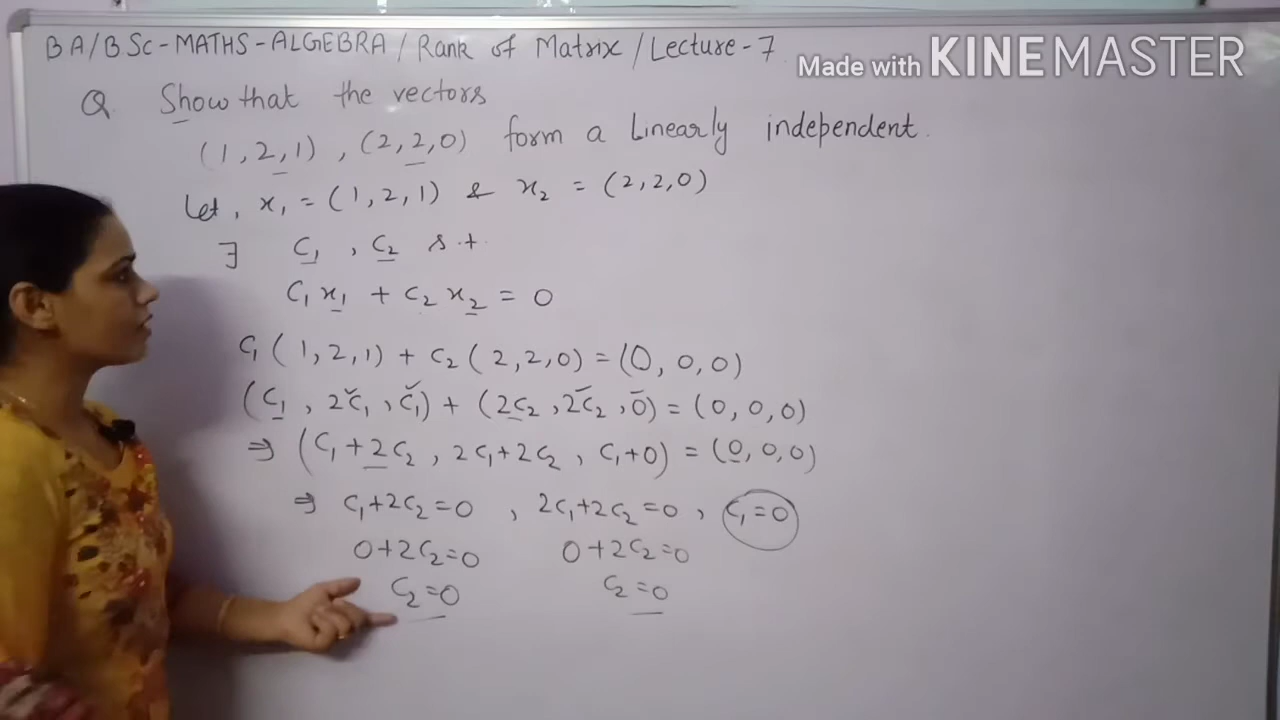 BA/BSc-MATHS-ALGEBRA/Rank of Matrix/Lecture-7
Made with KINEMASTER
Q Show that the vectors
(1,2,1), (2,2,0) form a Linearly independent.
Let, x₁ = (1,2,1) & x₂ = (2,2,0)
∃ C₁, C₂ s.t.
C₁x₁ + C₂x₂ = 0
C₁(1,2,1) + C₂(2,2,0) = (0,0,0)
(C₁, 2C₁, C₁) + (2C₂, 2C₂, 0) = (0,0,0)
⇒ (C₁+2C₂, 2C₁+2C₂, C₁+0) = (0,0,0)
⇒ C₁+2C₂=0, 2C₁+2C₂=0, C₁=0
0+2C₂=0 0+2C₂=0
C₂=0 C₂=0